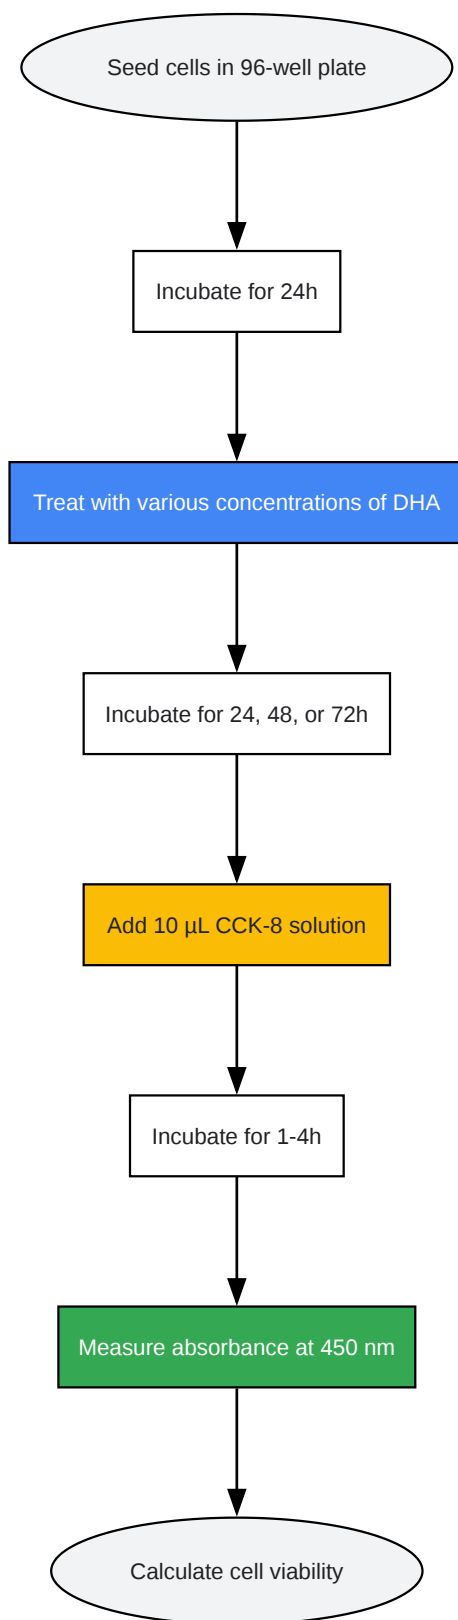 Seed cells in 96-well plate
Incubate for 24h
Treat with various concentrations of DHA
Incubate for 24, 48, or 72h
Add 10 µL CCK-8 solution
Incubate for 1-4h
Measure absorbance at 450 nm
Calculate cell viability